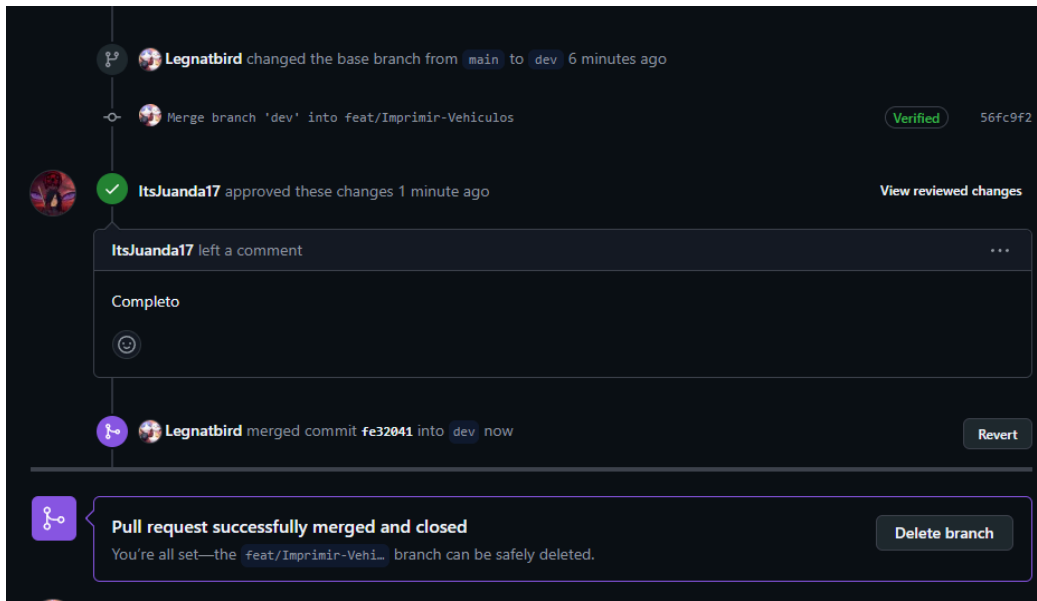 Legnatbird changed the base branch from main to dev 6 minutes ago
Merge branch 'dev' into feat/Imprimir-Vehiculos Verified 56fc9f2
ItsJuanda17 approved these changes 1 minute ago View reviewed changes
ItsJuanda17 left a comment ...
Completo
Legnatbird merged commit fe32041 into dev now Revert
Pull request successfully merged and closed
You're all set—the feat/Imprimir-Vehi… branch can be safely deleted.
Delete branch